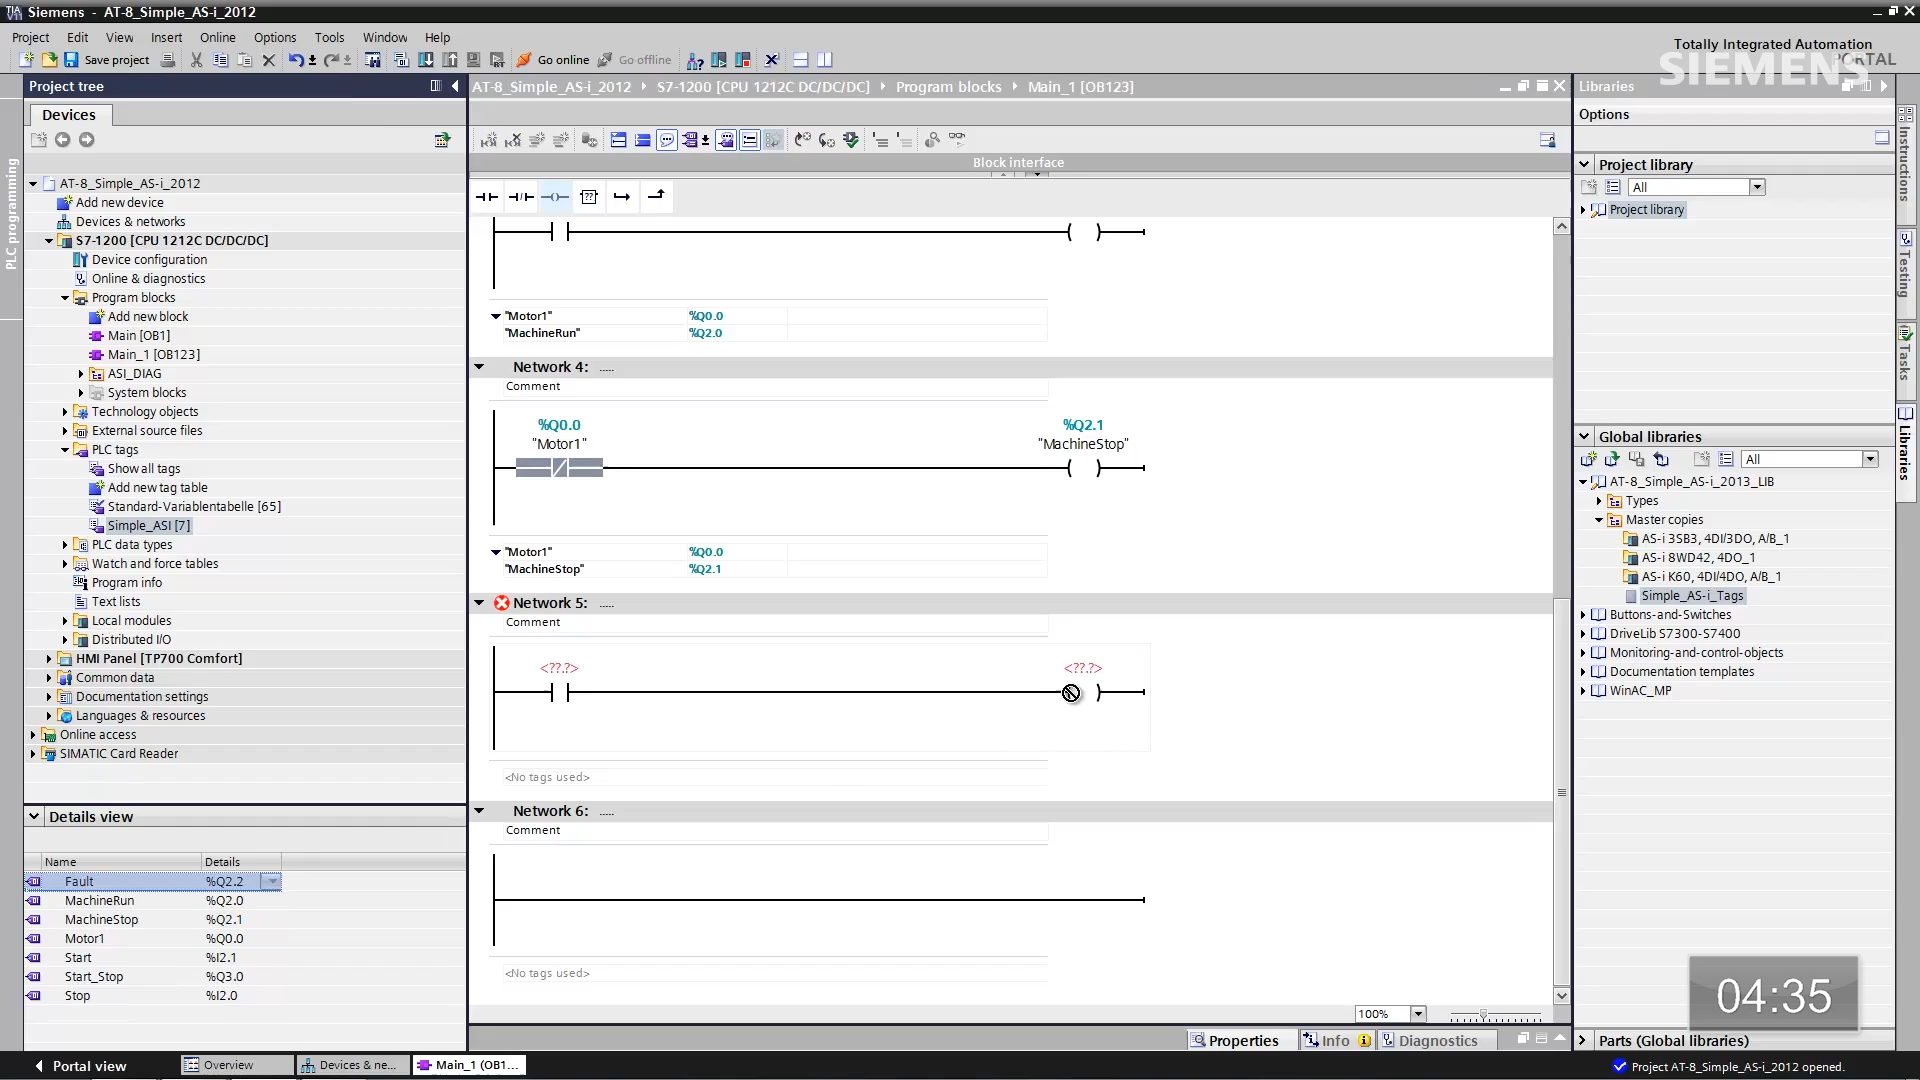 Siemens - AT-8_Simple_AS-i_2012
Project Edit View Insert Online Options Tools Window Help
Totally Integrated Automation
PORTAL
SIEMENS
Save project
Go online
Go offline
Project tree
AT-8_Simple_AS-i_2012 S7-1200 [CPU 1212C DC/DC/DC] Program blocks Main_1 [OB123]
Libraries
Devices
Options
PLC programming
Block interface
Project library
All
Project library
AT-8_Simple_AS-i_2012
Add new device
Devices & networks
S7-1200 [CPU 1212C DC/DC/DC]
Device configuration
Online & diagnostics
Program blocks
Add new block
Main [OB1]
Main_1 [OB123]
ASI_DIAG
System blocks
Technology objects
External source files
PLC tags
Show all tags
Add new tag table
Standard-Variablentabelle [65]
Simple_ASI [7]
PLC data types
Watch and force tables
Program info
Text lists
Local modules
Distributed I/O
HMI Panel [TP700 Comfort]
Common data
Documentation settings
Languages & resources
Online access
SIMATIC Card Reader
"Motor1" %Q0.0
"MachineRun" %Q2.0
Network 4: .....
Comment
%Q0.0 %Q2.1
"Motor1" "MachineStop"
"Motor1" %Q0.0
"MachineStop" %Q2.1
Network 5: .....
Comment
<??.?> <??.?>
<No tags used>
Network 6: .....
Comment
<No tags used>
100%
Properties
Info
Diagnostics
Global libraries
All
AT-8_Simple_AS-i_2013_LIB
Types
Master copies
AS-i 3SB3, 4DI/3DO, A/B_1
AS-i 8WD42, 4DO_1
AS-i K60, 4DI/4DO, A/B_1
Simple_AS-i_Tags
Buttons-and-Switches
DriveLib S7300-S7400
Monitoring-and-control-objects
Documentation templates
WinAC_MP
Instructions
Testing
Tasks
Libraries
Details view
Name Details
Fault %Q2.2
MachineRun %Q2.0
MachineStop %Q2.1
Motor1 %Q0.0
Start %I2.1
Start_Stop %Q3.0
Stop %I2.0
04:35
Parts (Global libraries)
Portal view
Overview
Devices & ne...
Main_1 (OB1...
Project AT-8_Simple_AS-i_2012 opened.